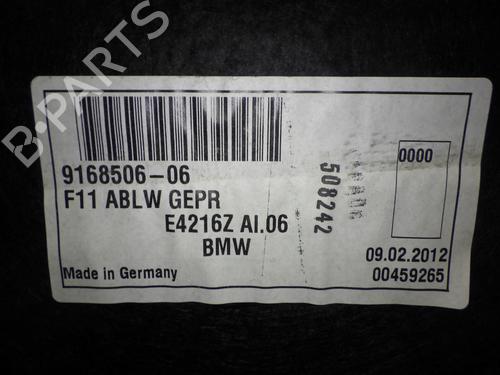 B-PARTS
9168506-06
F11 ABLW GEPR
E4216Z AI.06
BMW
Made in Germany
508242
0000
09.02.2012
00459265